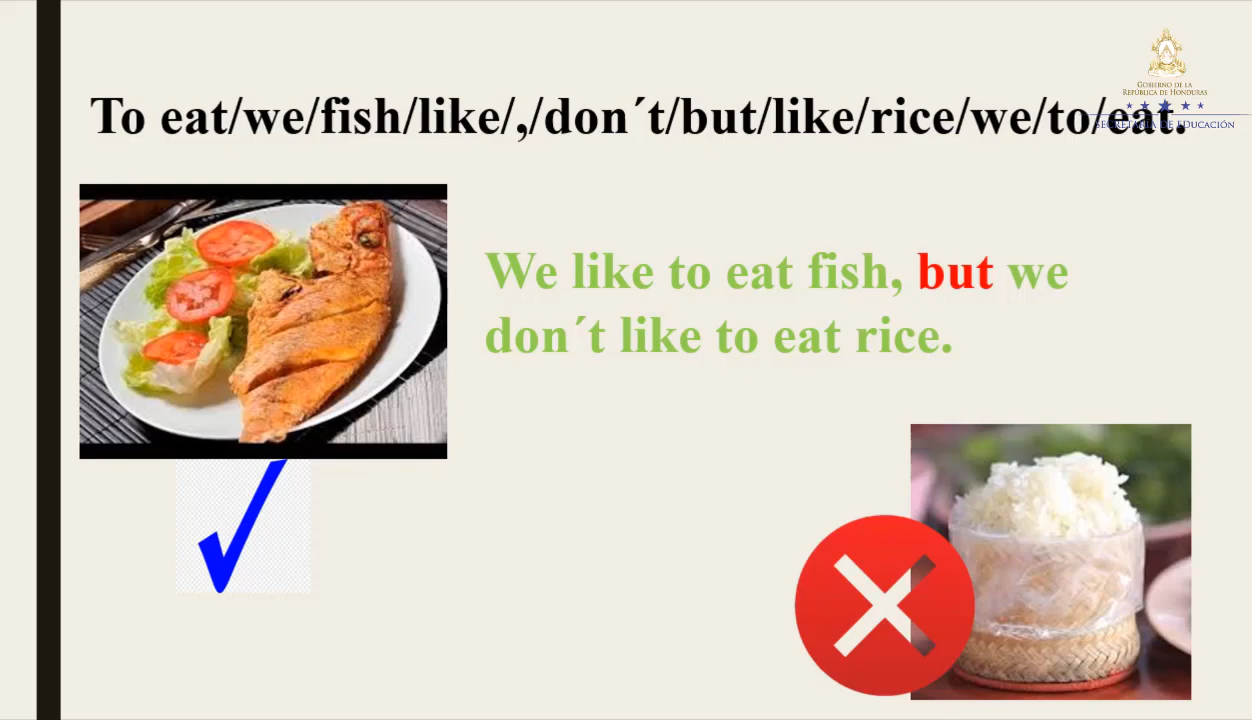 GOBIERNO DE LA
REPÚBLICA DE HONDURAS
SECRETARÍA DE EDUCACIÓN
To eat/we/fish/like/,/don´t/but/like/rice/we/to/eat.
We like to eat fish, but we
don´t like to eat rice.